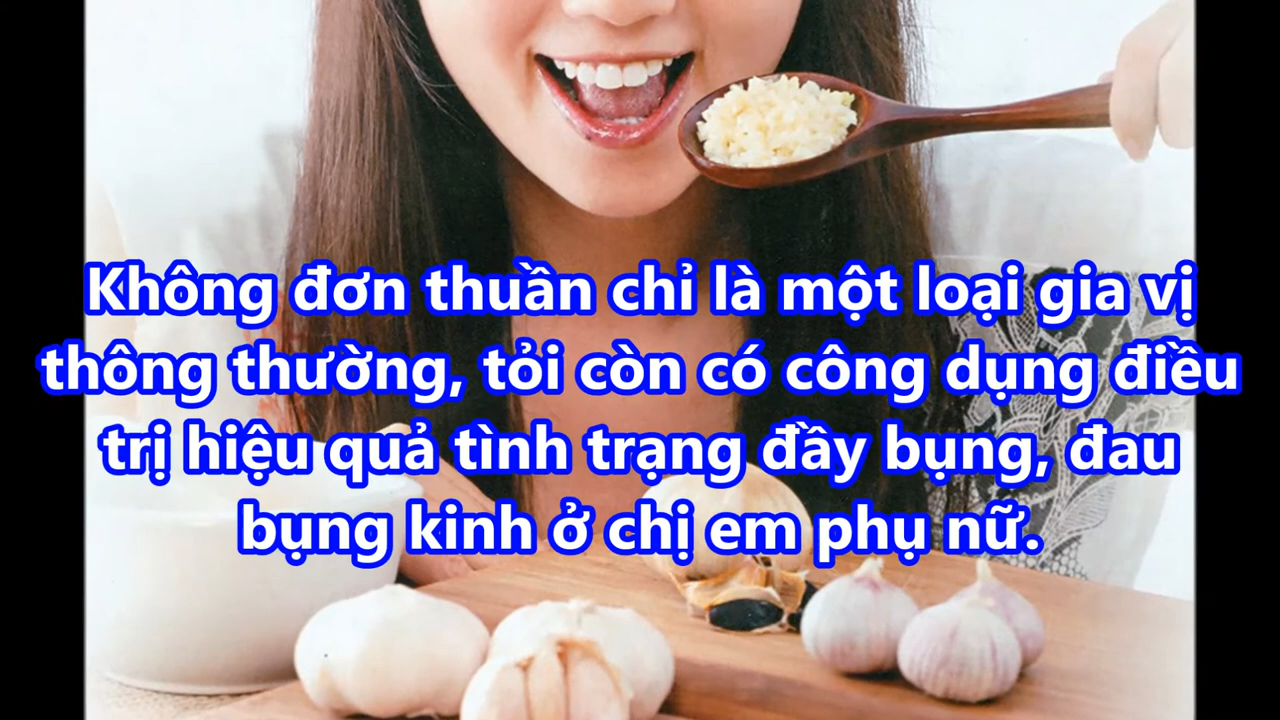 Không đơn thuần chỉ là một loại gia vị
thông thường, tỏi còn có công dụng điều
trị hiệu quả tình trạng đầy bụng, đau
bụng kinh ở chị em phụ nữ.